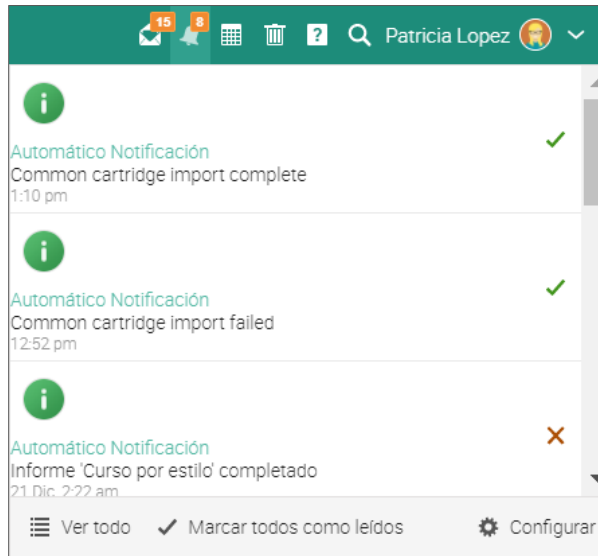 15
8
? Patricia Lopez
i
Automático Notificación
Common cartridge import complete
1:10 pm
i
Automático Notificación
Common cartridge import failed
12:52 pm
i
Automático Notificación
Informe 'Curso por estilo' completado
21 Dic, 2:22 am
Ver todo Marcar todos como leídos Configurar